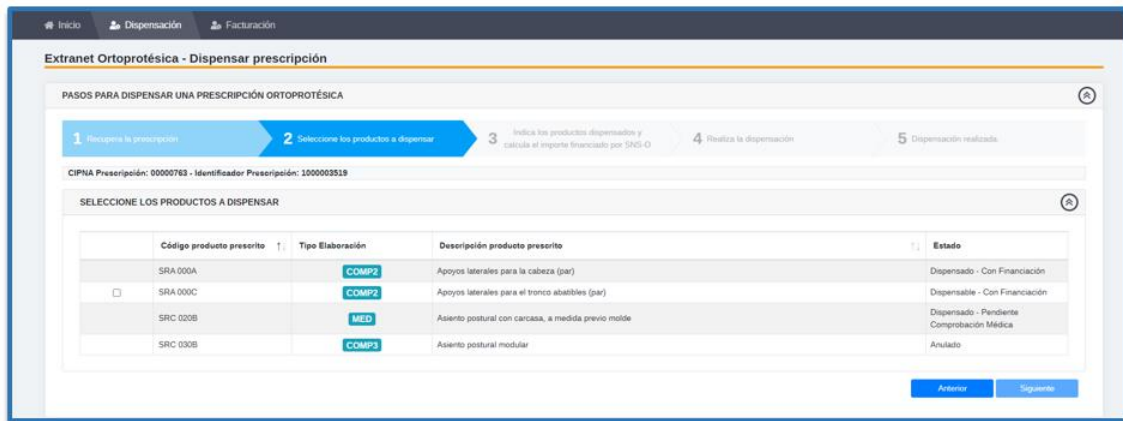 Inicio Dispensación Facturación
Extranet Ortoprotésica - Dispensar prescripción
PASOS PARA DISPENSAR UNA PRESCRIPCIÓN ORTOPROTÉSICA
1 Recupera la prescripción
2 Seleccione los productos a dispensar
3 Indica los productos dispensados y
calcula el importe financiado por SNS-O
4 Realiza la dispensación
5 Dispensación realizada
CIPNA Prescripción: 00000763 - Identificador Prescripción: 1000003519
SELECCIONE LOS PRODUCTOS A DISPENSAR
Código producto prescrito Tipo Elaboración Descripción producto prescrito Estado
SRA 000A COMP2 Apoyos laterales para la cabeza (par) Dispensado - Con Financiación
SRA 000C COMP2 Apoyos laterales para el tronco abatibles (par) Dispensable - Con Financiación
SRC 020B MED Asiento postural con carcasa, a medida previo molde Dispensado - Pendiente
Comprobación Médica
SRC 030B COMP3 Asiento postural modular Anulado
Anterior Siguiente